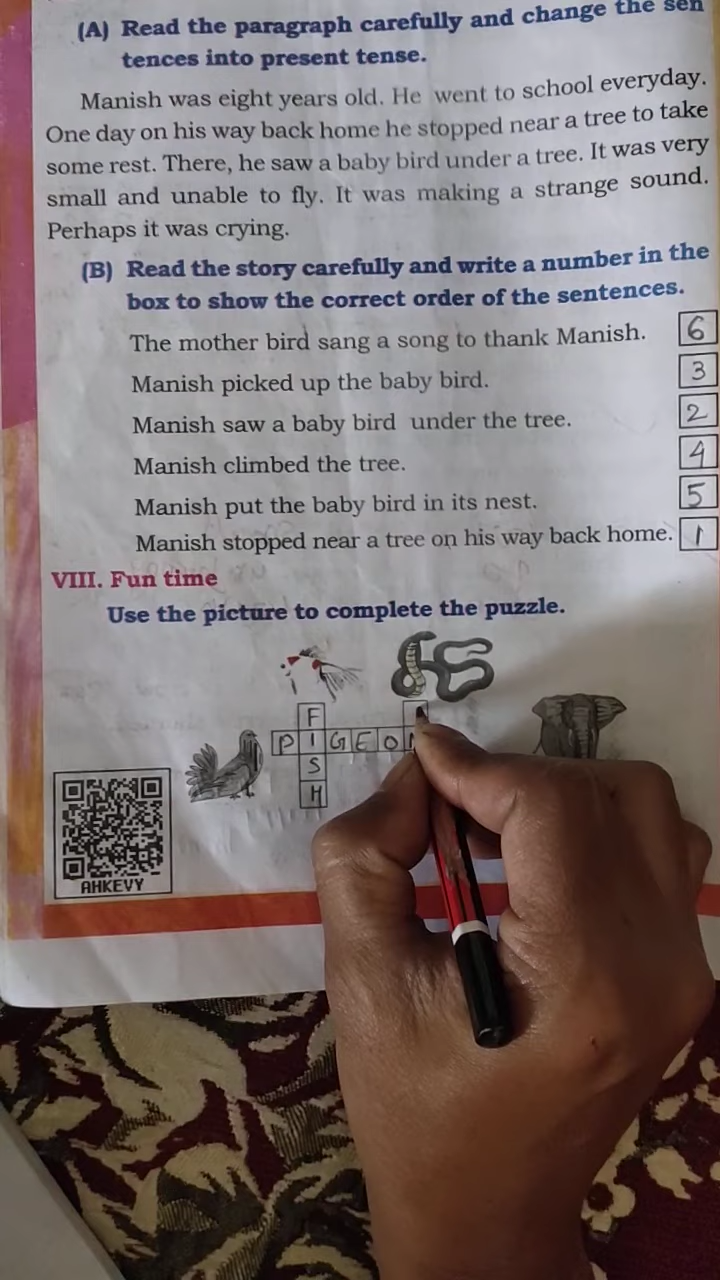 (A) Read the paragraph carefully and change the sen
tences into present tense.
Manish was eight years old. He went to school everyday.
One day on his way back home he stopped near a tree to take
some rest. There, he saw a baby bird under a tree. It was very
small and unable to fly. It was making a strange sound.
Perhaps it was crying.
(B) Read the story carefully and write a number in the
box to show the correct order of the sentences.
The mother bird sang a song to thank Manish. 6
Manish picked up the baby bird. 3
Manish saw a baby bird under the tree. 2
Manish climbed the tree. 4
Manish put the baby bird in its nest. 5
Manish stopped near a tree on his way back home. 1
VIII. Fun time
Use the picture to complete the puzzle.
F
P I G E O
S
H
AHKEVY